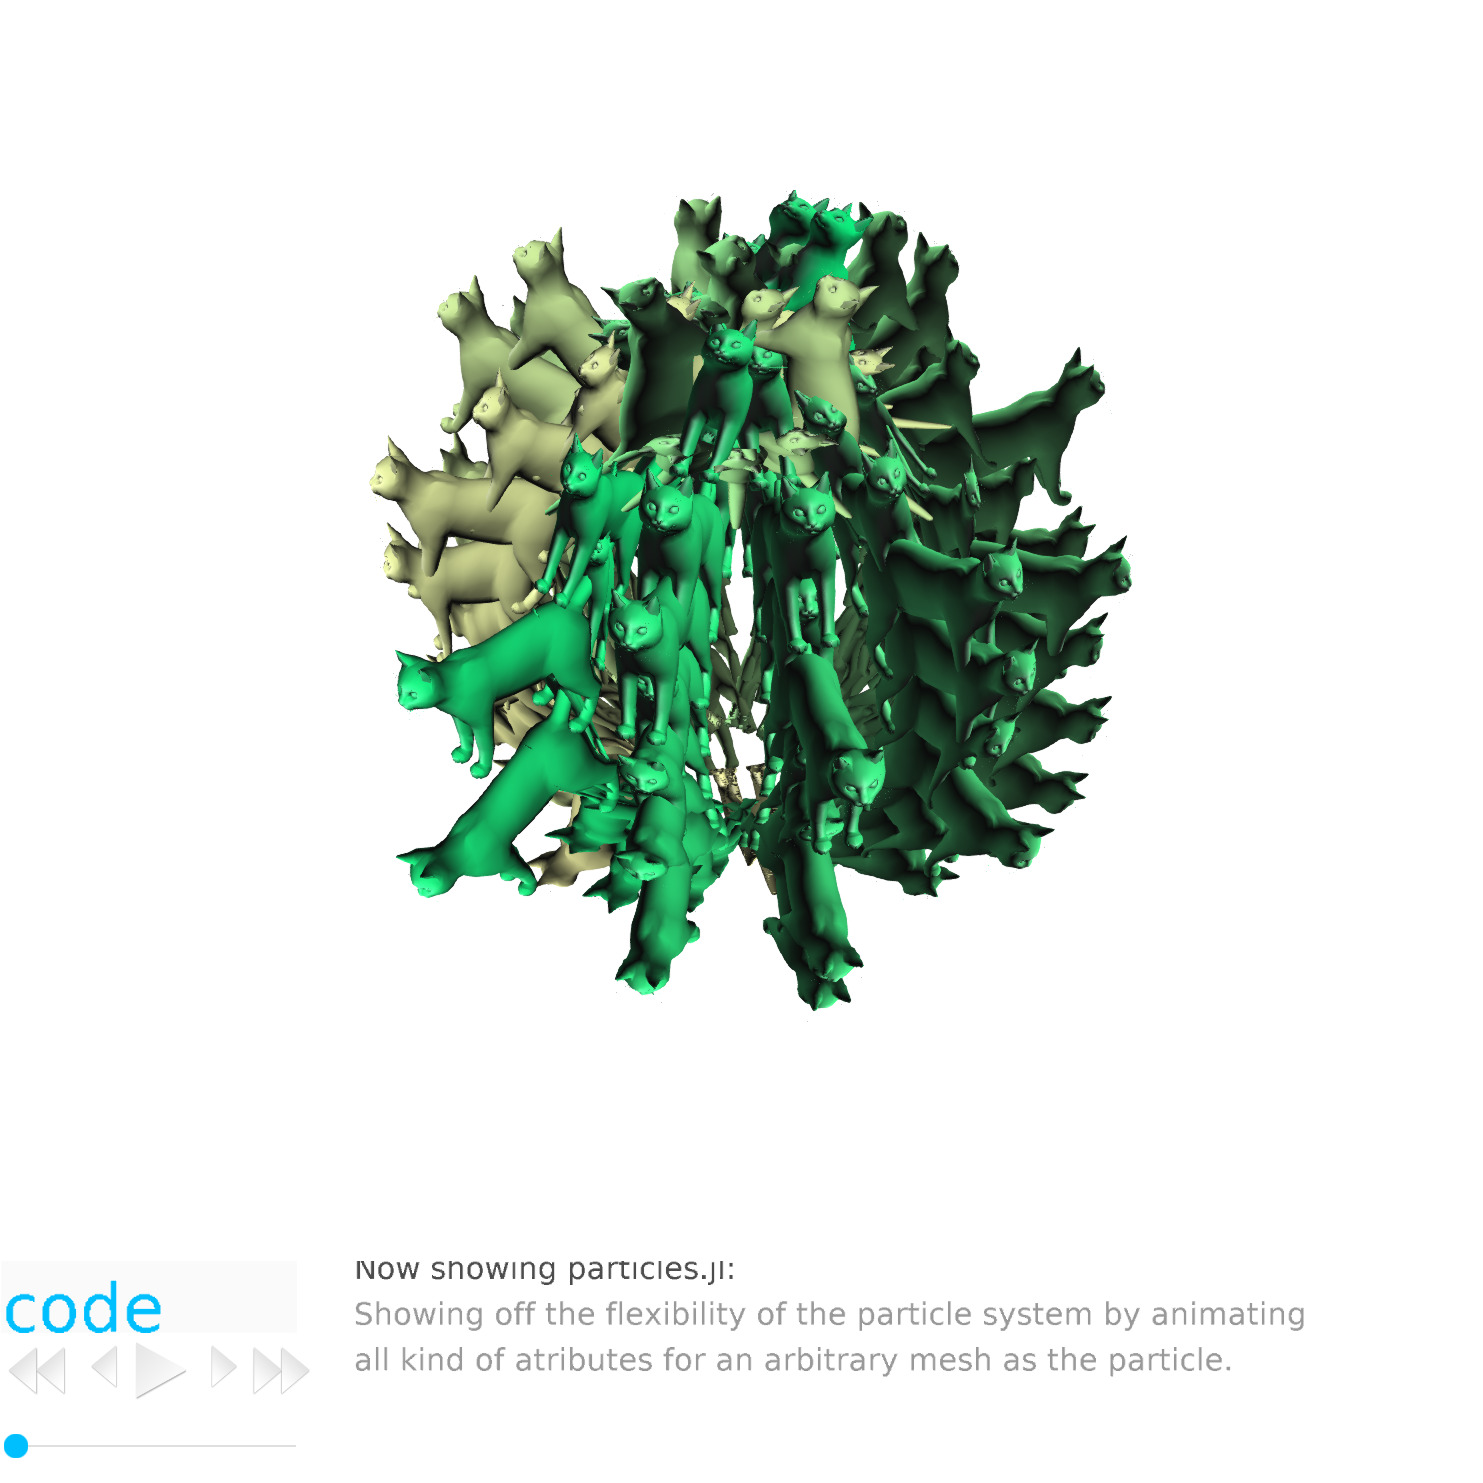 Now showing particles.jl:
code
Showing off the flexibility of the particle system by animating
all kind of atributes for an arbitrary mesh as the particle.